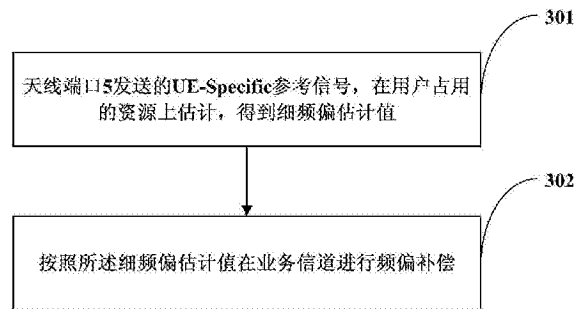 301
天线端口5发送的UE-Specific参考信号，在用户占用
的资源上估计，得到细频偏估计值
302
按照所述细频偏估计值在业务信道进行频偏补偿